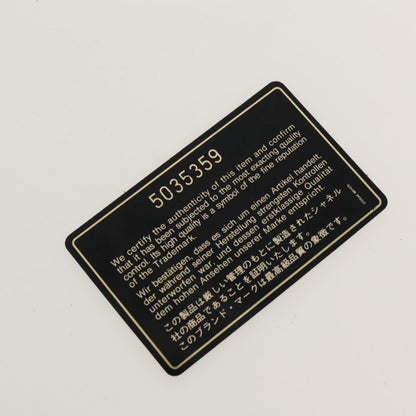 5035359
We certify the authenticity of this item and confirm
that it has been subjected to the most exacting quality
control. Its high quality is a symbol of the fine reputation
of the trademark.
Wir bestätigen, dass es sich um einen Artikel handelt,
der während seiner Herstellung strengsten Kontrollen
unterworfen war, und dessen erstklassige Qualität
dem hohen Ansehen unserer Marke entspricht.
この製品は厳しい管理のもとに製造されたシャネル
社の商品であることを証明いたします。
このブランド・マークは最高級品質の象徴です。